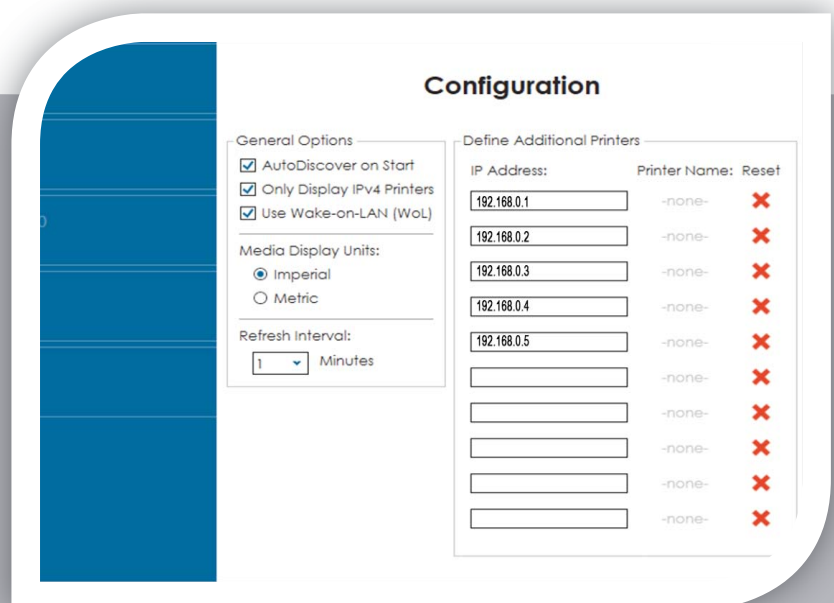 Configuration
General Options
AutoDiscover on Start
Only Display IPv4 Printers
Use Wake-on-LAN (WoL)
Media Display Units:
Imperial
Metric
Refresh Interval:
1 Minutes
Define Additional Printers
IP Address: Printer Name: Reset
192.168.0.1 -none-
192.168.0.2 -none-
192.168.0.3 -none-
192.168.0.4 -none-
192.168.0.5 -none-
-none-
-none-
-none-
-none-
-none-